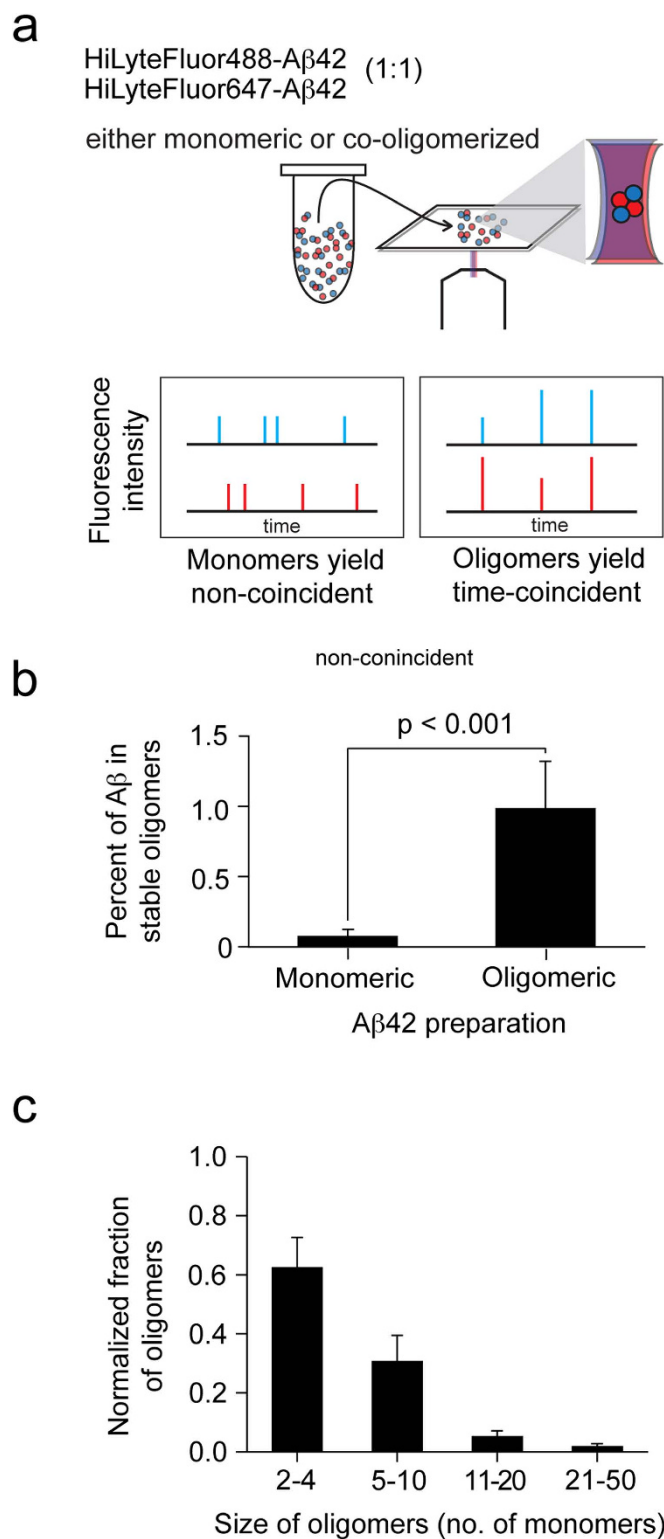 a
HiLyteFluor488-Aβ42
HiLyteFluor647-Aβ42
(1:1)
either monomeric or co-oligomerized
Fluorescence
intensity
time
time
Monomers yield
non-coincident
Oligomers yield
time-coincident
non-conincident
b
Percent of Aβ in
stable oligomers
1.5
1.0
0.5
0
p < 0.001
Monomeric
Oligomeric
Aβ42 preparation
c
Normalized fraction
of oligomers
1.0
0.8
0.6
0.4
0.2
0.0
2-4
5-10
11-20
21-50
Size of oligomers (no. of monomers)